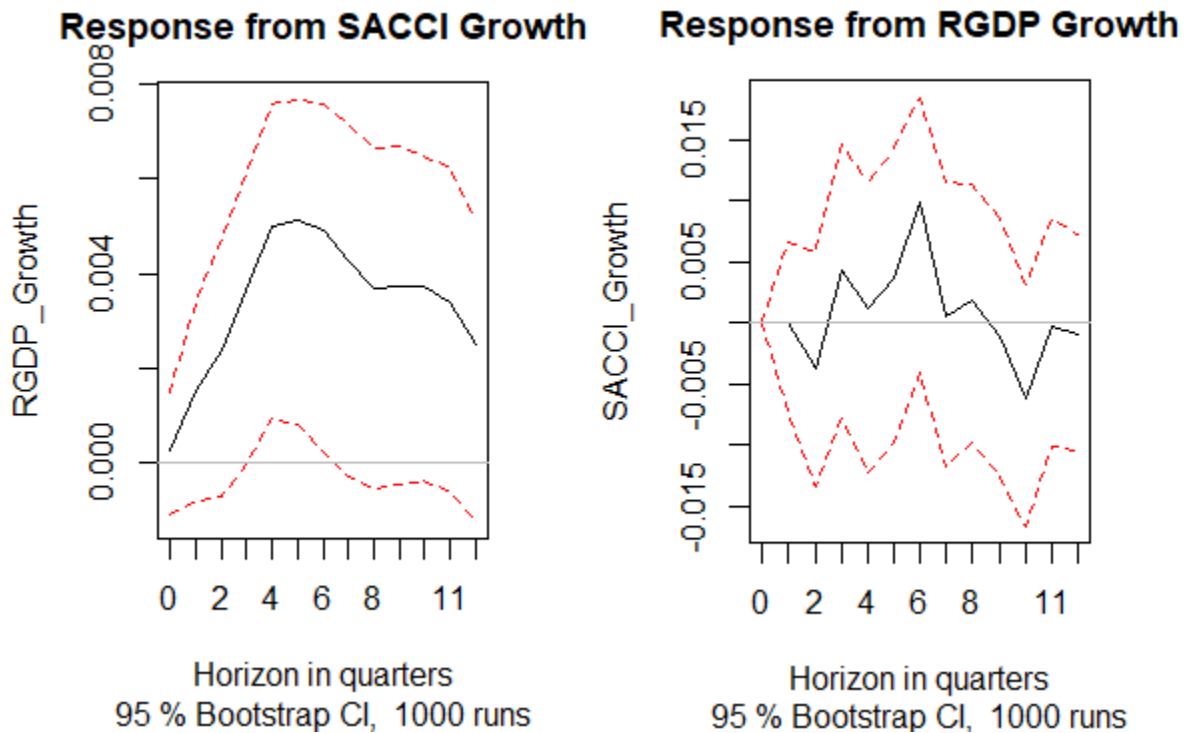 Response from SACCI Growth
RGDP_Growth
0.008
0.004
0.000
0 2 4 6 8 11
Horizon in quarters
95 % Bootstrap CI, 1000 runs
Response from RGDP Growth
SACCI_Growth
0.015
0.005
-0.005
-0.015
0 2 4 6 8 11
Horizon in quarters
95 % Bootstrap CI, 1000 runs